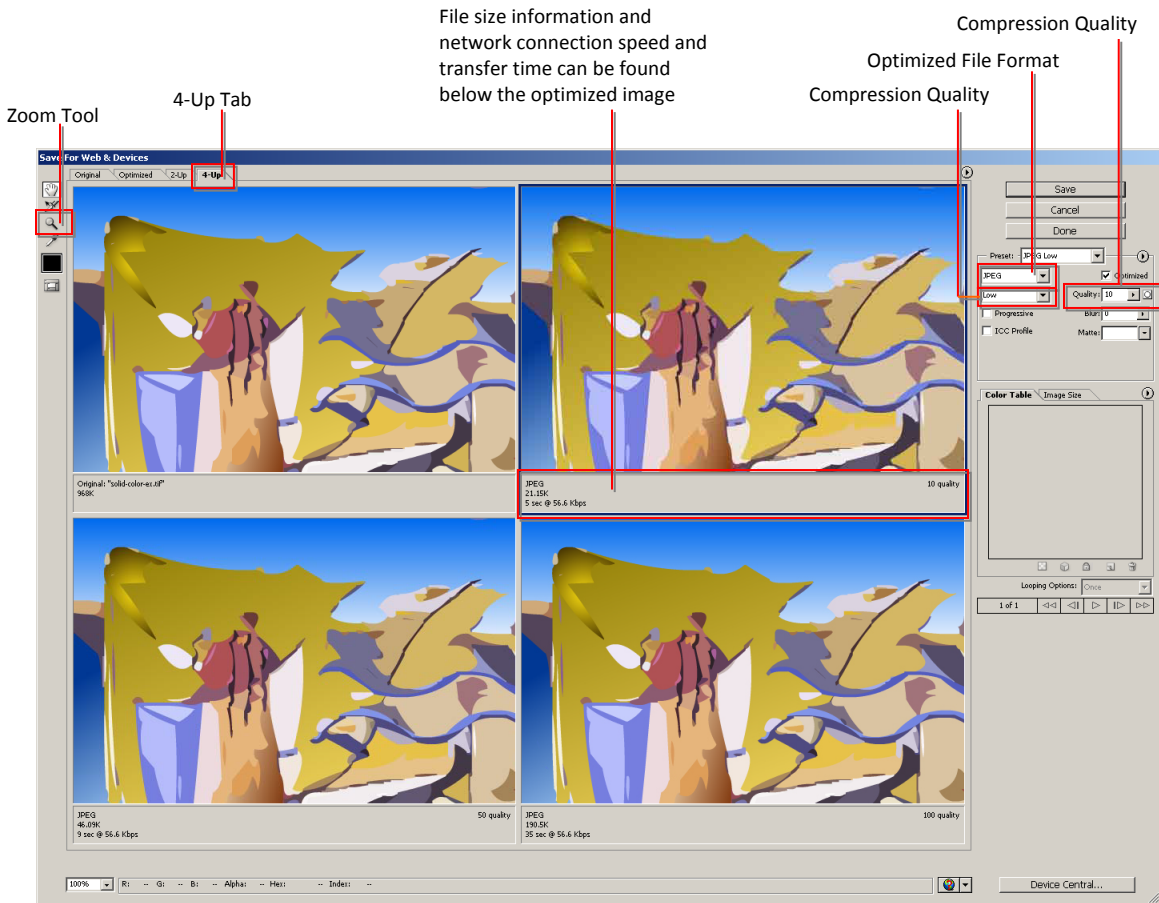 File size information and
network connection speed and
transfer time can be found
below the optimized image
Compression Quality
Optimized File Format
Compression Quality
4-Up Tab
Zoom Tool
Save For Web & Devices
Original
Optimized
2-Up
4-Up
Save
Cancel
Done
Preset: JPEG Low
JPEG
Optimized
Low
Quality: 10
Progressive
Blur: 0
ICC Profile
Matte:
Color Table
Image Size
Original: "solid-color-ex.tif"
968K
JPEG
10 quality
21.15K
5 sec @ 56.6 Kbps
Looping Options: Once
1 of 1
JPEG
50 quality
46.09K
9 sec @ 56.6 Kbps
JPEG
100 quality
190.5K
35 sec @ 56.6 Kbps
100%
R: -- G: -- B: -- Alpha: -- Hex: -- Index: --
Device Central...